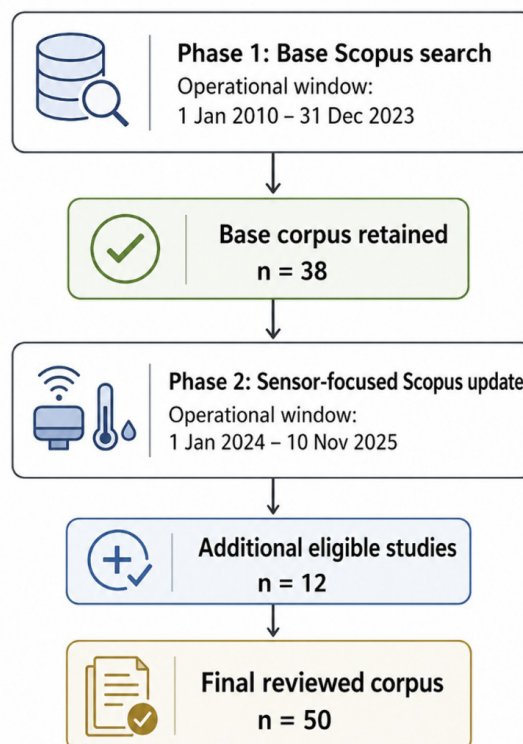 Phase 1: Base Scopus search
Operational window:
1 Jan 2010 – 31 Dec 2023
Base corpus retained
n = 38
Phase 2: Sensor-focused Scopus update
Operational window:
1 Jan 2024 – 10 Nov 2025
Additional eligible studies
n = 12
Final reviewed corpus
n = 50